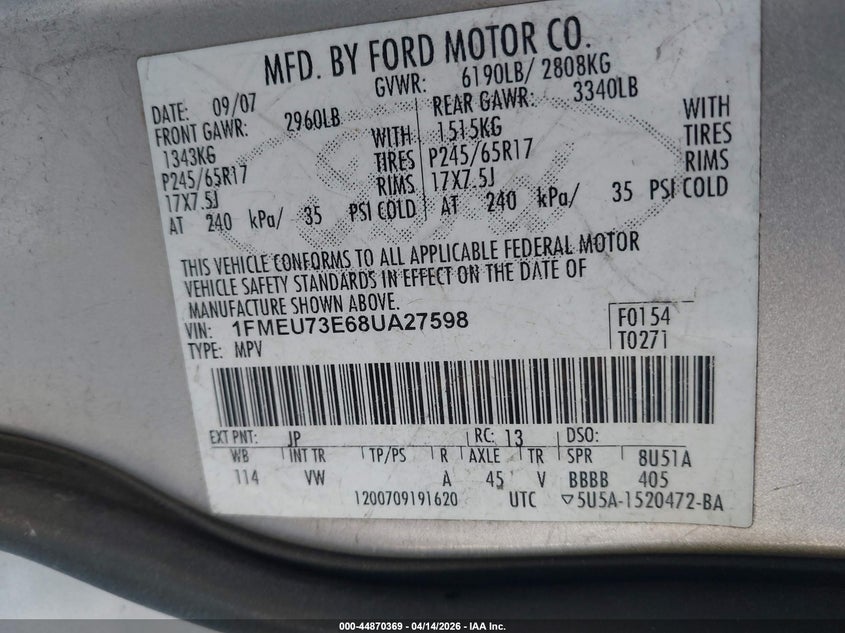 MFD. BY FORD MOTOR CO.
DATE: 09/07 GVWR: 6190LB/ 2808KG
FRONT GAWR: 2960LB REAR GAWR: 3340LB
1343KG WITH 1515KG WITH
P245/65R17 TIRES P245/65R17 TIRES
17X7.5J RIMS 17X7.5J RIMS
AT 240 kPa/ 35 PSI COLD AT 240 kPa/ 35 PSI COLD
THIS VEHICLE CONFORMS TO ALL APPLICABLE FEDERAL MOTOR
VEHICLE SAFETY STANDARDS IN EFFECT ON THE DATE OF
MANUFACTURE SHOWN ABOVE.
VIN: 1FMEU73E68UA27598 F0154
TYPE: MPV T0271
EXT PNT: JP RC: 13 DSO:
WB INT TR TP/PS R AXLE TR SPR 8U51A
114 VW A 45 V BBBB 405
1200709191620 UTC ▽5U5A-1520472-BA
000-44870369 - 04/14/2026 - IAA Inc.